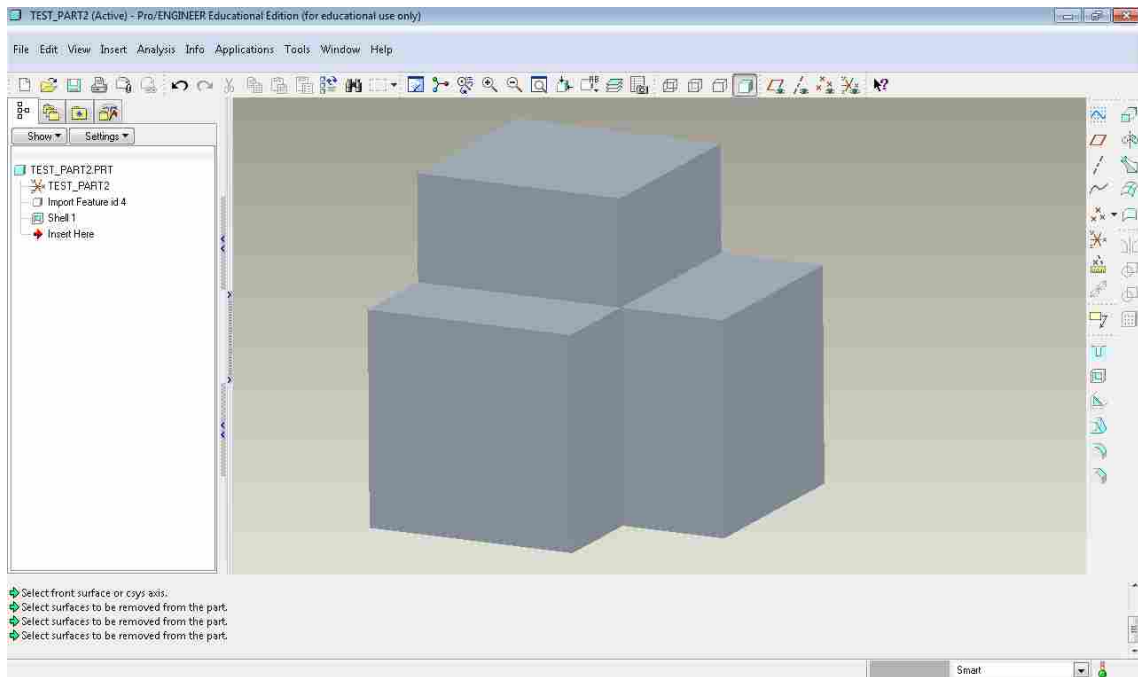 TEST_PART2 (Active) - Pro/ENGINEER Educational Edition (for educational use only)
File Edit View Insert Analysis Info Applications Tools Window Help
Show Settings
TEST_PART2.PRT
TEST_PART2
Import Feature id 4
Shell 1
Insert Here
Select front surface or csys axis.
Select surfaces to be removed from the part.
Select surfaces to be removed from the part.
Select surfaces to be removed from the part.
Smart